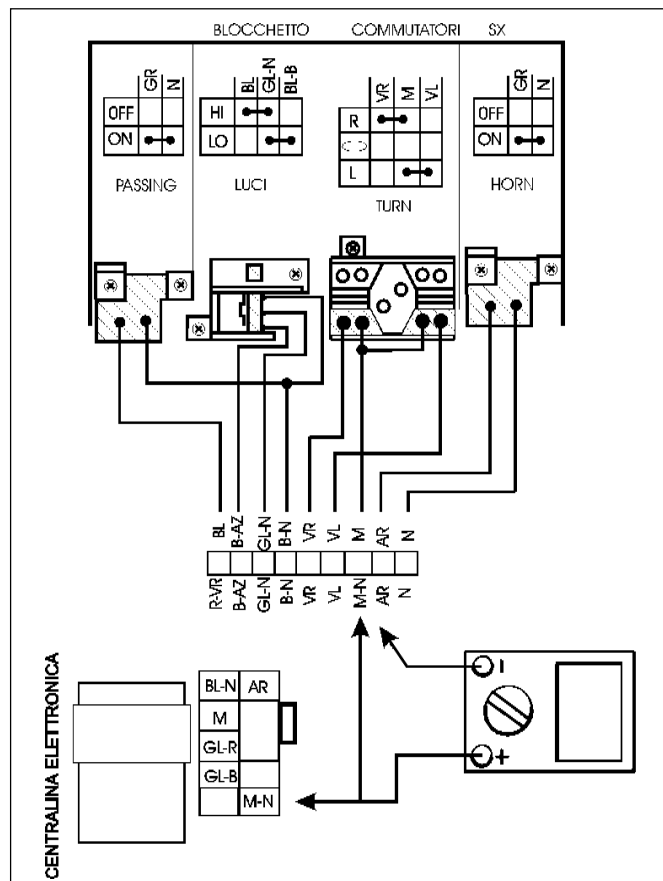 BLOCCHETTO COMMUTATORI SX
GR
N
OFF
ON
PASSING
BL
GL-N
BL-B
HI
LO
LUCI
VR
M
VL
R
L
TURN
GR
N
OFF
ON
HORN
BL
B-AZ
GL-N
B-N
VR
VL
M
AR
N
R-VR
B-AZ
GL-N
B-N
VR
VL
M-N
AR
N
CENTRALINA ELETTRONICA
BL-N AR
M
GL-R
GL-B
M-N
-
+